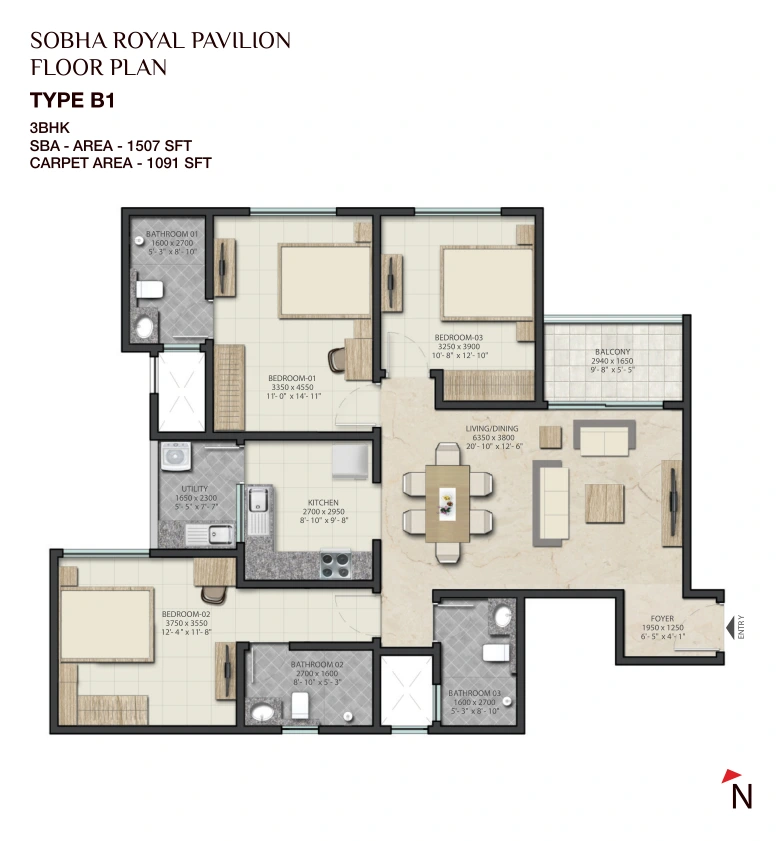 SOBHA ROYAL PAVILION
FLOOR PLAN
TYPE B1
3BHK
SBA - AREA - 1507 SFT
CARPET AREA - 1091 SFT
BATHROOM 01
1600 x 2700
5'- 3" x 8'- 10"
BEDROOM-01
3350 x 4550
11'- 0" x 14'- 11"
BEDROOM-03
3250 x 3900
10'- 8" x 12'- 10"
BALCONY
2940 x 1650
9'- 8" x 5'- 5"
LIVING/DINING
6350 x 3800
20'- 10" x 12'- 6"
UTILITY
1650 x 2300
5'- 5" x 7'- 7"
KITCHEN
2700 x 2950
8'- 10" x 9'- 8"
BEDROOM-02
3750 x 3550
12'- 4" x 11'- 8"
FOYER
1950 x 1250
6'- 5" x 4'- 1"
ENTRY
BATHROOM 02
2700 x 1600
8'- 10" x 5'- 3"
BATHROOM 03
1600 x 2700
5'- 3" x 8'- 10"
N